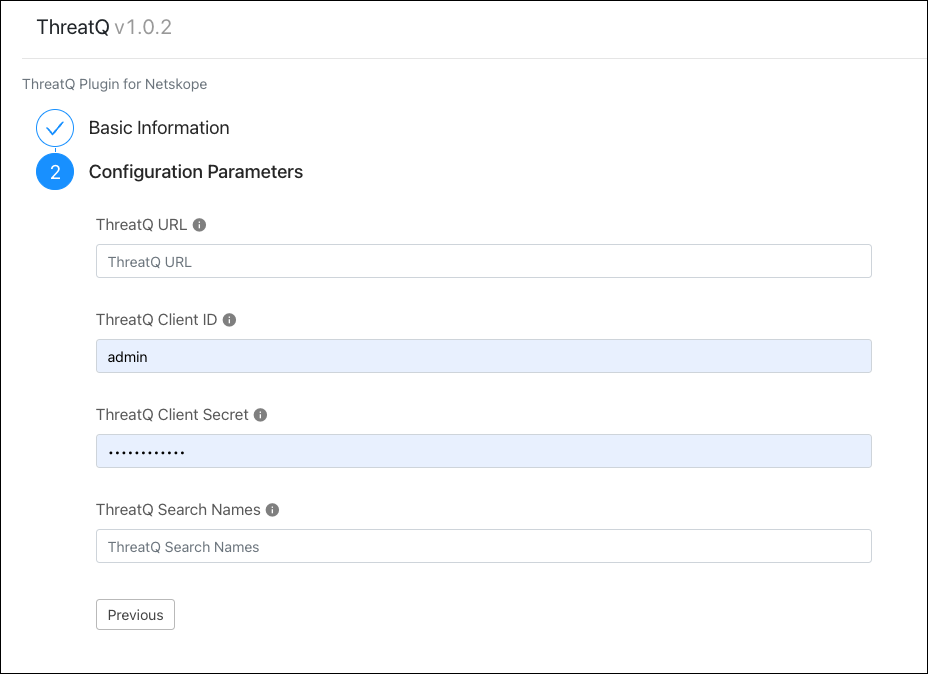 ThreatQ v1.0.2
ThreatQ Plugin for Netskope
Basic Information
2 Configuration Parameters
ThreatQ URL
ThreatQ URL
ThreatQ Client ID
admin
ThreatQ Client Secret
••••••••••••
ThreatQ Search Names
ThreatQ Search Names
Previous